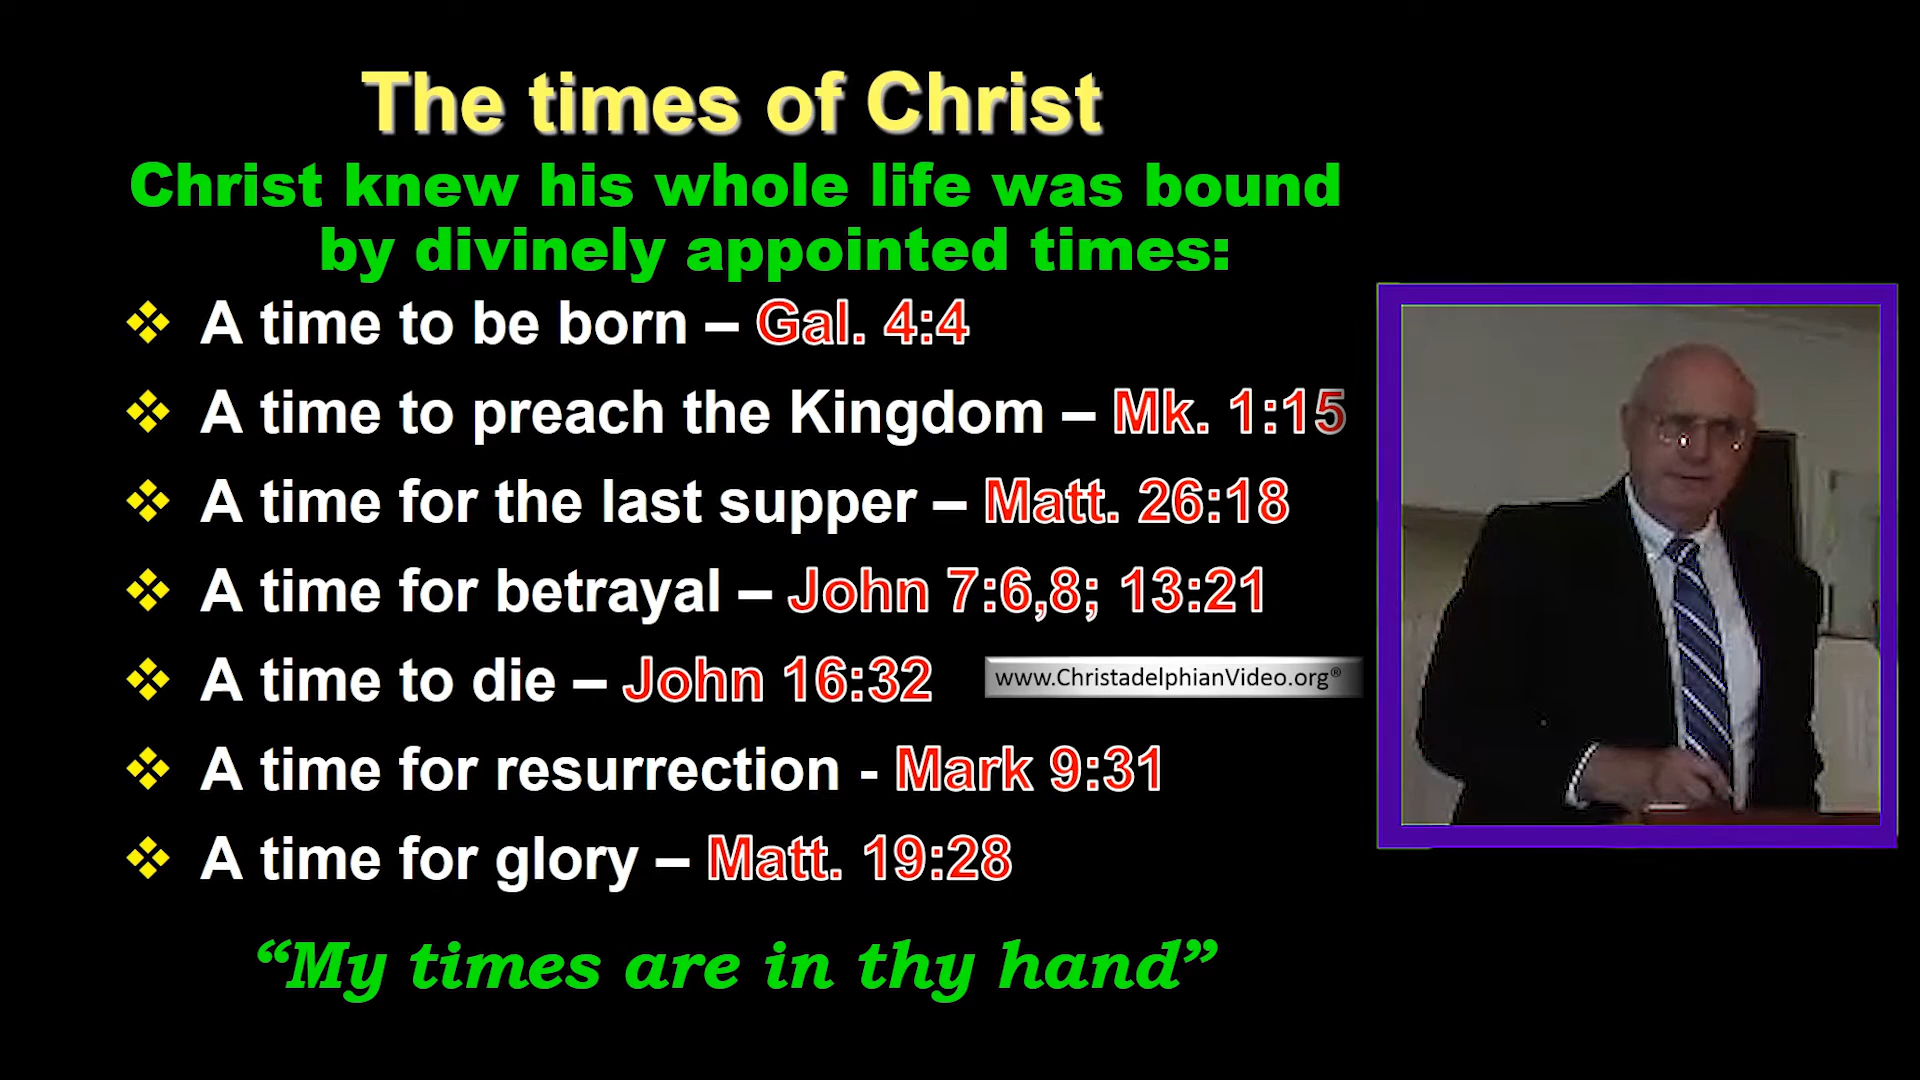 The times of Christ
Christ knew his whole life was bound
by divinely appointed times:
❖ A time to be born – Gal. 4:4
❖ A time to preach the Kingdom – Mk. 1:15
❖ A time for the last supper – Matt. 26:18
❖ A time for betrayal – John 7:6,8; 13:21
❖ A time to die – John 16:32
www.ChristadelphianVideo.org®
❖ A time for resurrection - Mark 9:31
❖ A time for glory – Matt. 19:28
“My times are in thy hand”